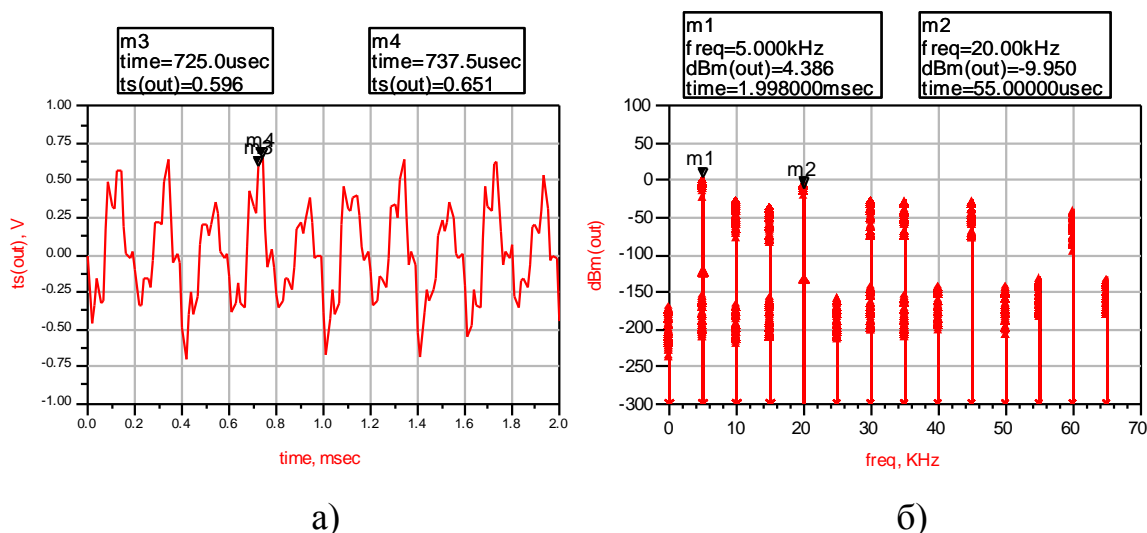 m3
time=725.0usec
ts(out)=0.596
m4
time=737.5usec
ts(out)=0.651
m1
freq=5.000kHz
dBm(out)=4.386
time=1.998000msec
m2
freq=20.00kHz
dBm(out)=-9.950
time=55.00000usec
1.00
0.75
0.50
0.25
0.00
-0.25
-0.50
-0.75
-1.00
ts(out), V
m4
m3
0.0 0.2 0.4 0.6 0.8 1.0 1.2 1.4 1.6 1.8 2.0
time, msec
100
50
0
-50
-100
-150
-200
-250
-300
dBm(out)
m1
m2
0 10 20 30 40 50 60 70
freq, KHz
а)
б)